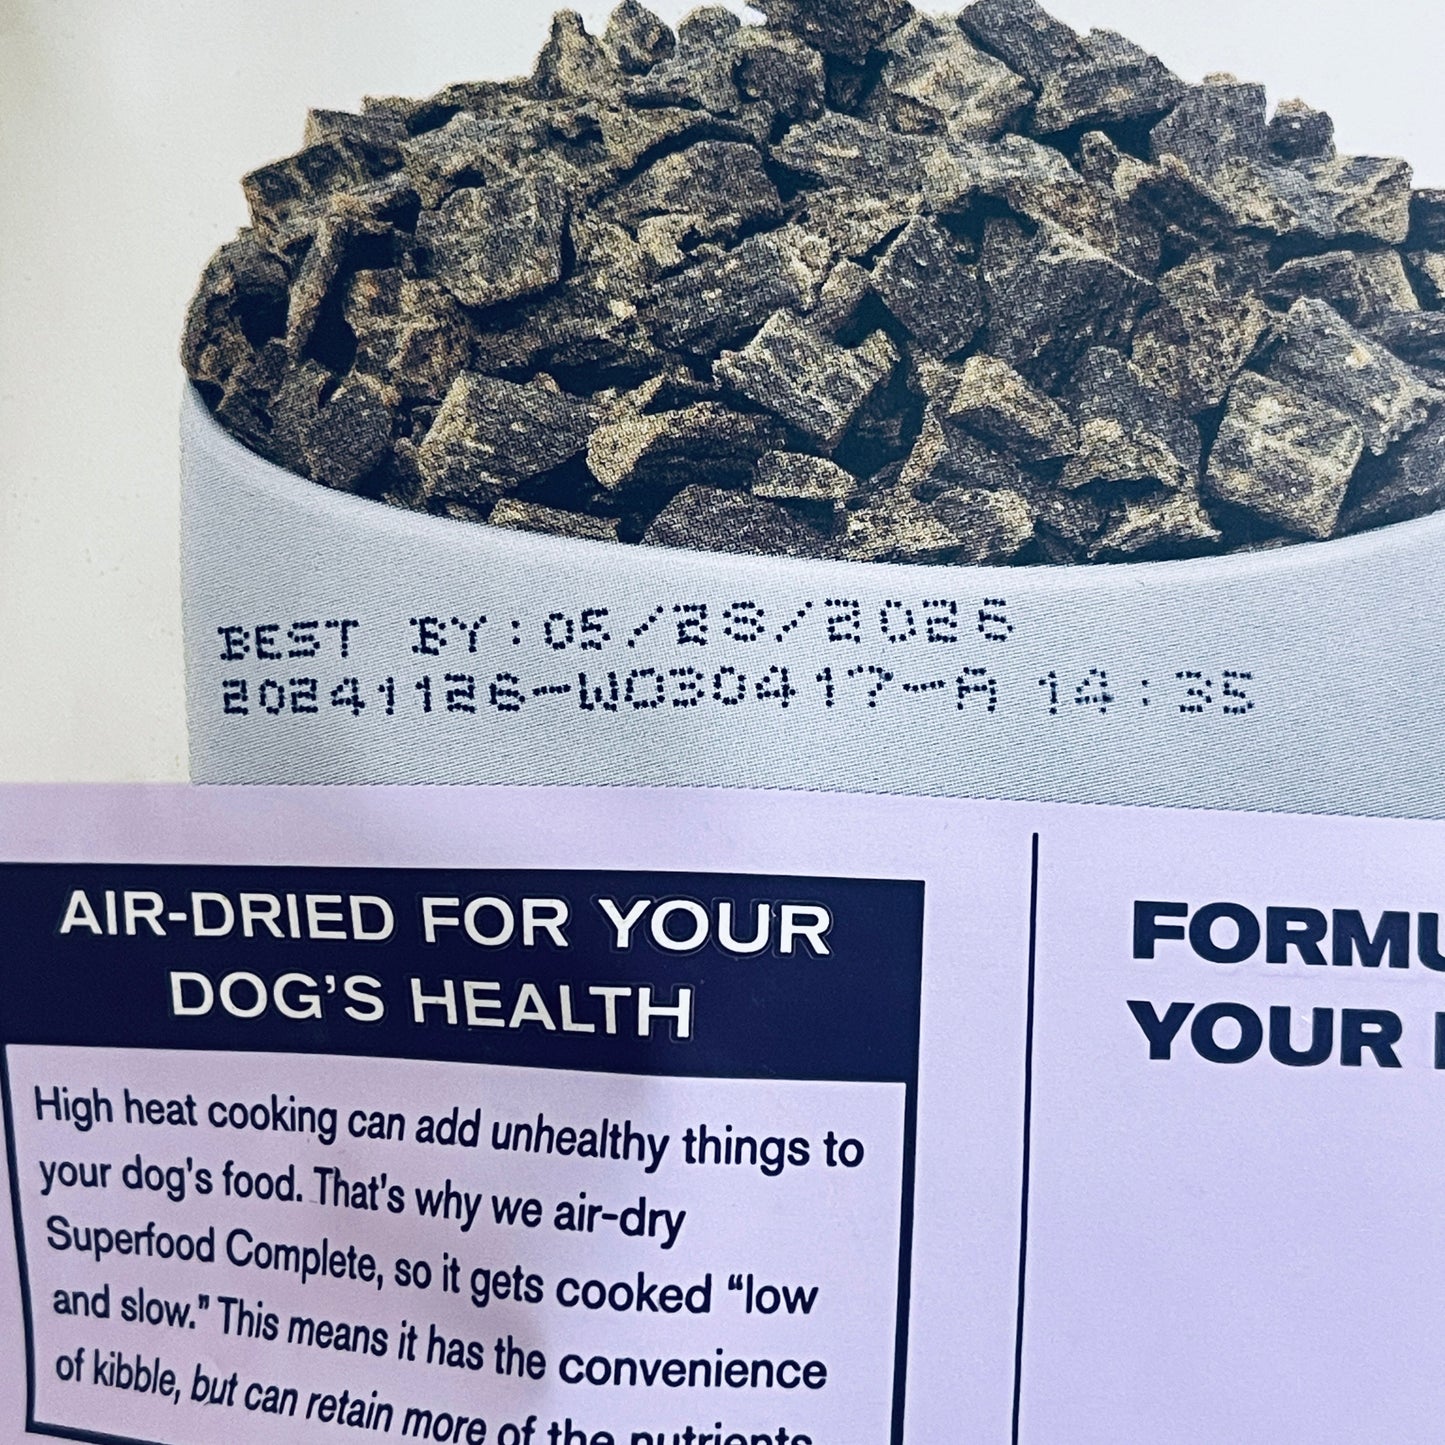 BEST BY:05/28/2026
20241126-WO30417-A 14:35
AIR-DRIED FOR YOUR
DOG’S HEALTH
High heat cooking can add unhealthy things to
your dog's food. That's why we air-dry
Superfood Complete, so it gets cooked “low
and slow.” This means it has the convenience
of kibble, but can retain more of the nutrients
FORMU
YOUR